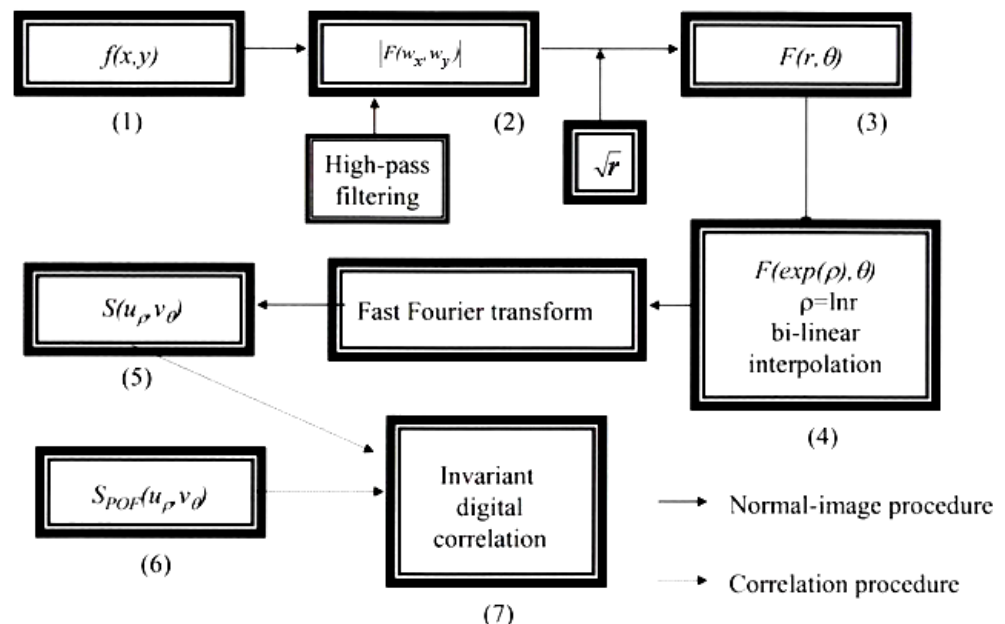 f(x,y)
(1)
|F(w_x, w_y)|
(2)
High-pass
filtering
√r
F(r, θ)
(3)
F(exp(ρ), θ)
ρ=lnr
bi-linear
interpolation
(4)
Fast Fourier transform
S(u_ρ, v_θ)
(5)
S_POF(u_ρ, v_θ)
(6)
Invariant
digital
correlation
(7)
Normal-image procedure
Correlation procedure